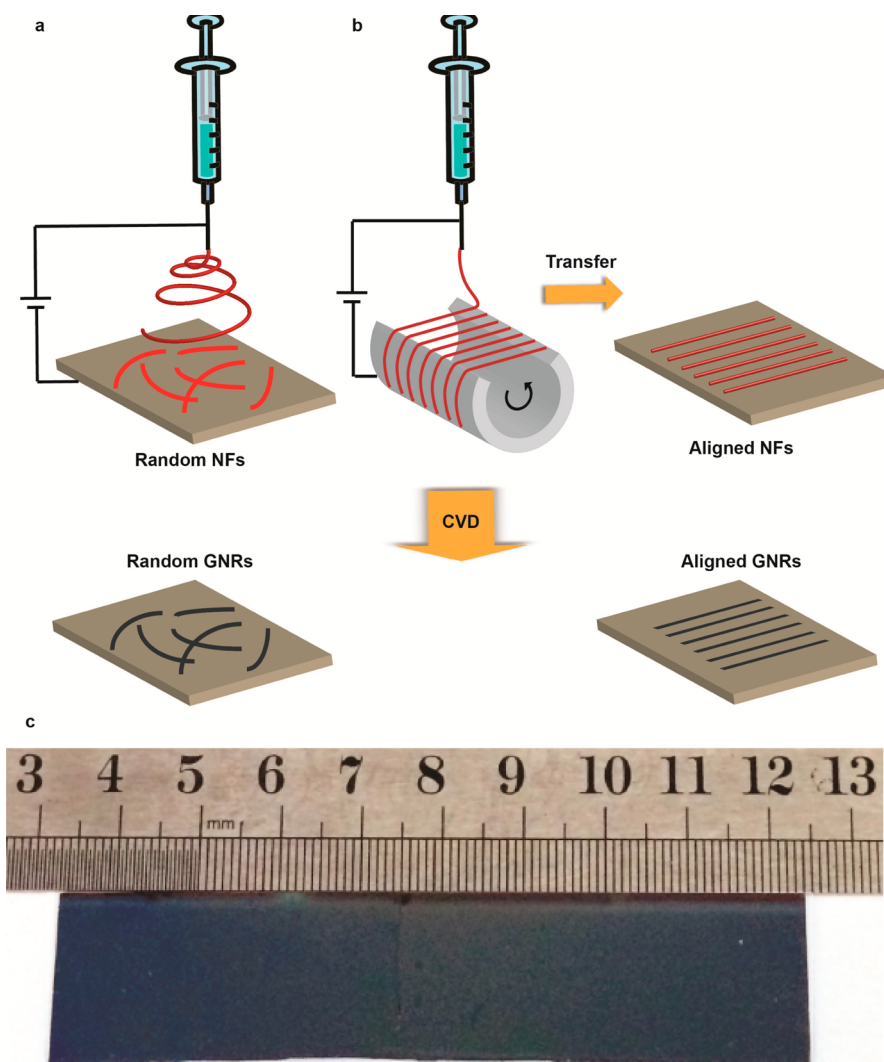 a
b
Transfer
Random NFs
Aligned NFs
CVD
Random GNRs
Aligned GNRs
c
3 4 5 6 7 8 9 10 11 12 13
mm